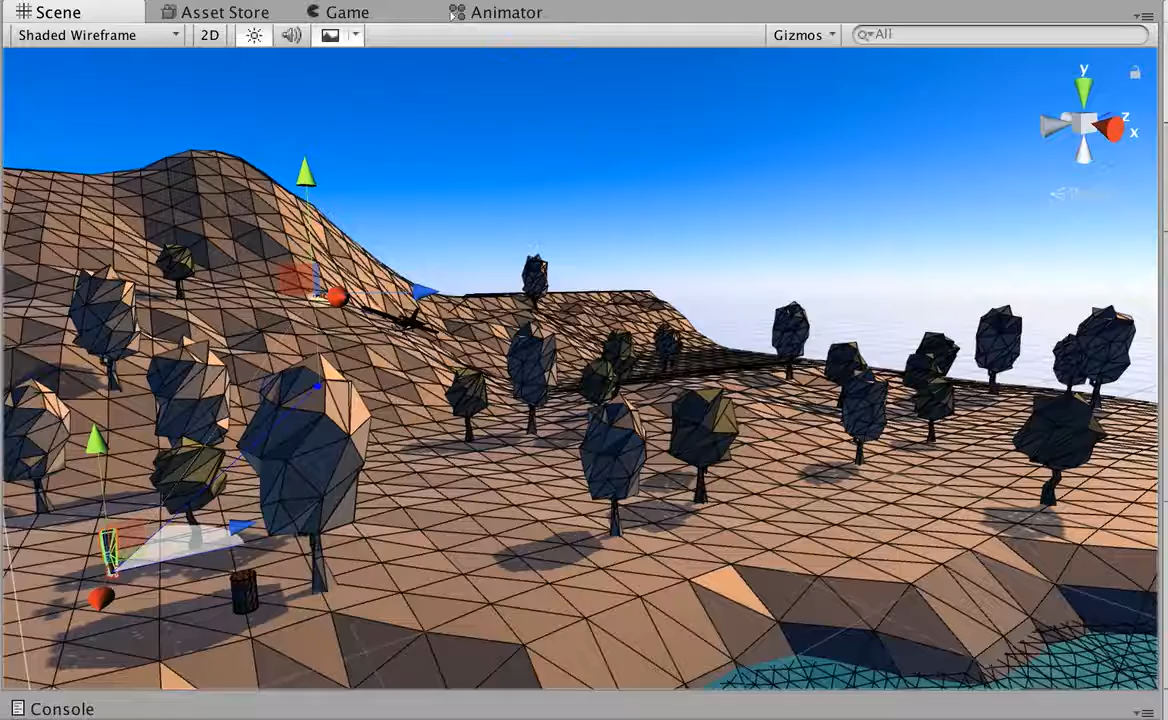 Scene Asset Store Game Animator
Shaded Wireframe 2D Gizmos All
y
z
x
Console